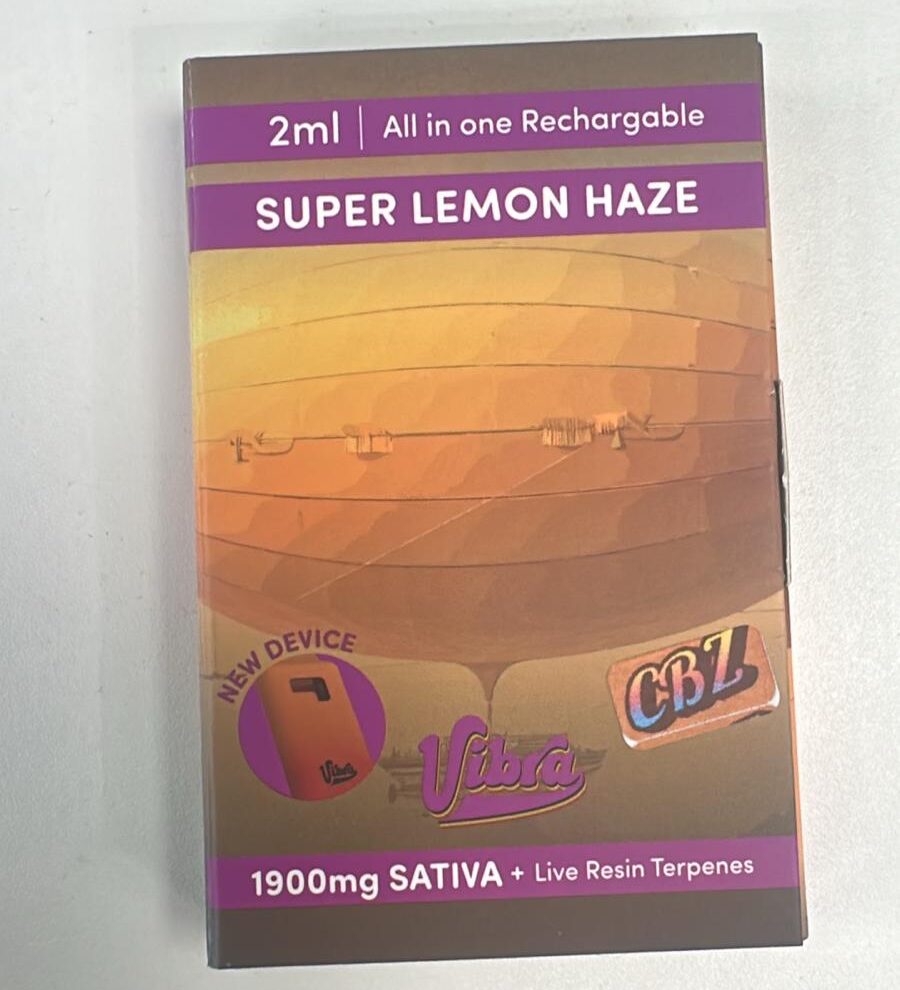 2ml | All in one Rechargable
SUPER LEMON HAZE
NEW DEVICE
Vibra
CBZ
Vibra
1900mg SATIVA + Live Resin Terpenes